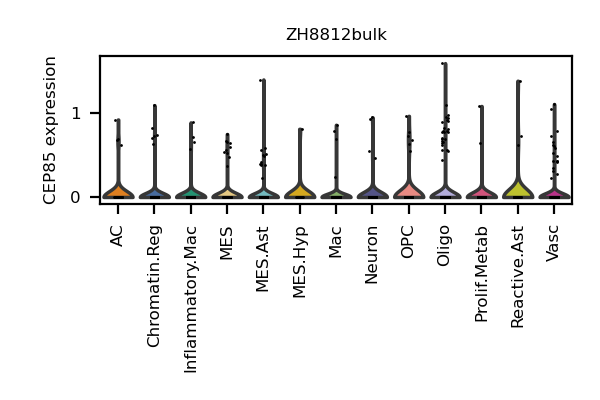 ZH8812bulk
CEP85 expression
1
0
AC
Chromatin.Reg
Inflammatory.Mac
MES
MES.Ast
MES.Hyp
Mac
Neuron
OPC
Oligo
Prolif.Metab
Reactive.Ast
Vasc